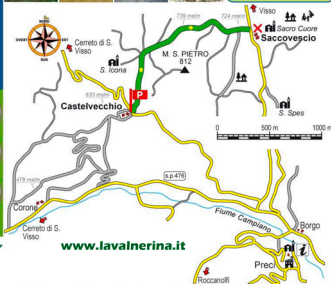 NORD
OVEST
EST
SUD
Cerreto di S.
Visso
739 mslm
724 mslm
Visso
Sacro Cuore
Saccovescio
S. Icona
M. S. PIETRO
812
633 mslm
P
Castelvecchio
S. Spes
0
500 m
1000 m
478 mslm
s.p.476
Corone
Cerreto di S.
Visso
Fiume Campiano
Borgo
www.lavalnerina.it
Preci
i
Roccanolfi